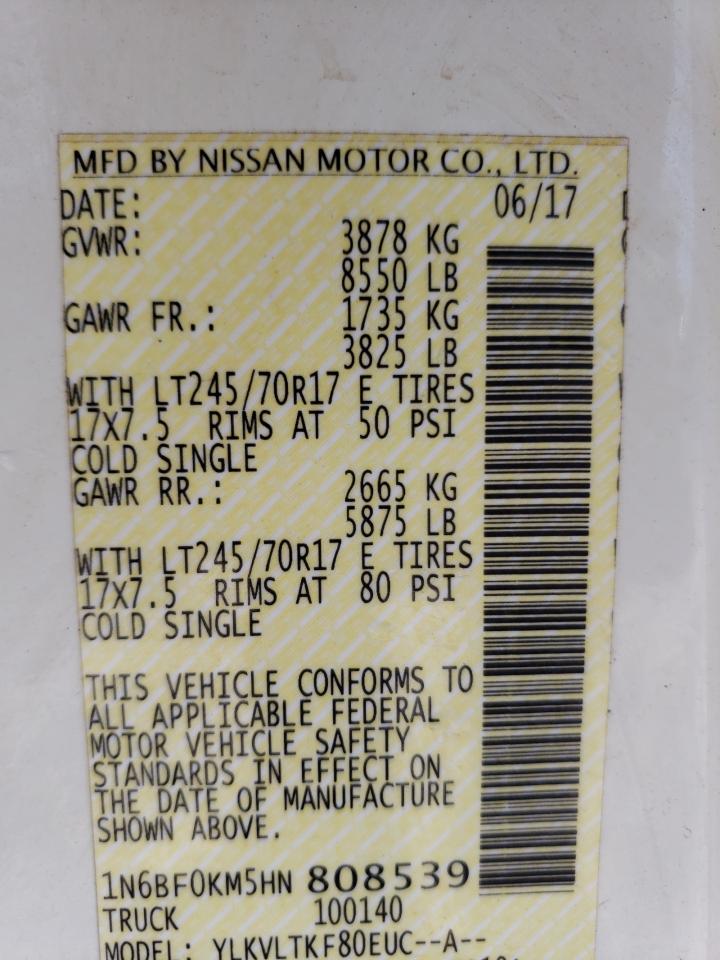 MFD BY NISSAN MOTOR CO., LTD.
DATE: 06/17
GVWR: 3878 KG
8550 LB
GAWR FR.: 1735 KG
3825 LB
WITH LT245/70R17 E TIRES
17X7.5 RIMS AT 50 PSI
COLD SINGLE
GAWR RR.: 2665 KG
5875 LB
WITH LT245/70R17 E TIRES
17X7.5 RIMS AT 80 PSI
COLD SINGLE
THIS VEHICLE CONFORMS TO
ALL APPLICABLE FEDERAL
MOTOR VEHICLE SAFETY
STANDARDS IN EFFECT ON
THE DATE OF MANUFACTURE
SHOWN ABOVE.
1N6BF0KM5HN 808539
TRUCK 100140
MODEL: YLKVLTKF80EUC--A--